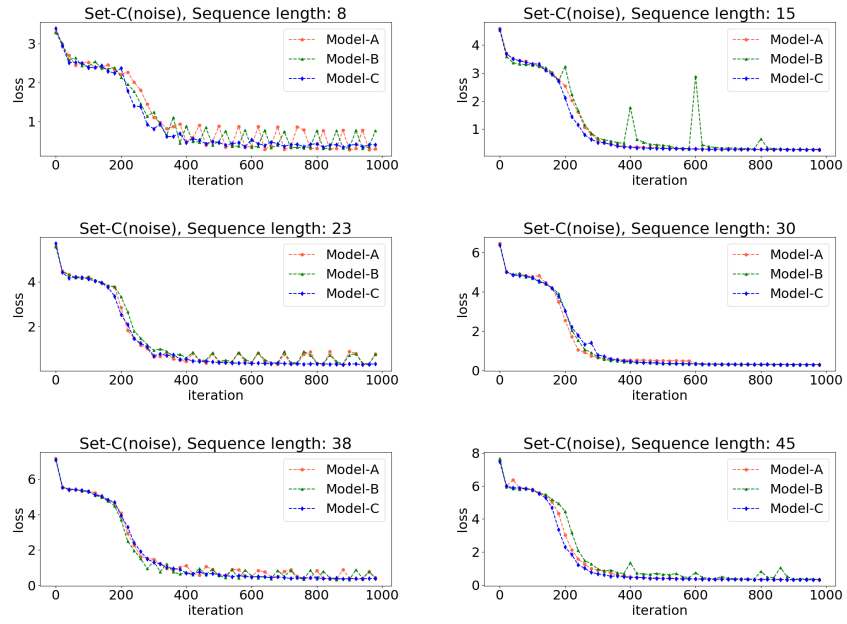 Set-C(noise), Sequence length: 8
3
2
1
loss
Model-A
Model-B
Model-C
0
200
400
600
800
1000
iteration
Set-C(noise), Sequence length: 15
4
3
2
1
loss
Model-A
Model-B
Model-C
0
200
400
600
800
1000
iteration
Set-C(noise), Sequence length: 23
4
2
loss
Model-A
Model-B
Model-C
0
200
400
600
800
1000
iteration
Set-C(noise), Sequence length: 30
6
4
2
0
loss
Model-A
Model-B
Model-C
0
200
400
600
800
1000
iteration
Set-C(noise), Sequence length: 38
6
4
2
0
loss
Model-A
Model-B
Model-C
0
200
400
600
800
1000
iteration
Set-C(noise), Sequence length: 45
8
6
4
2
0
loss
Model-A
Model-B
Model-C
0
200
400
600
800
1000
iteration